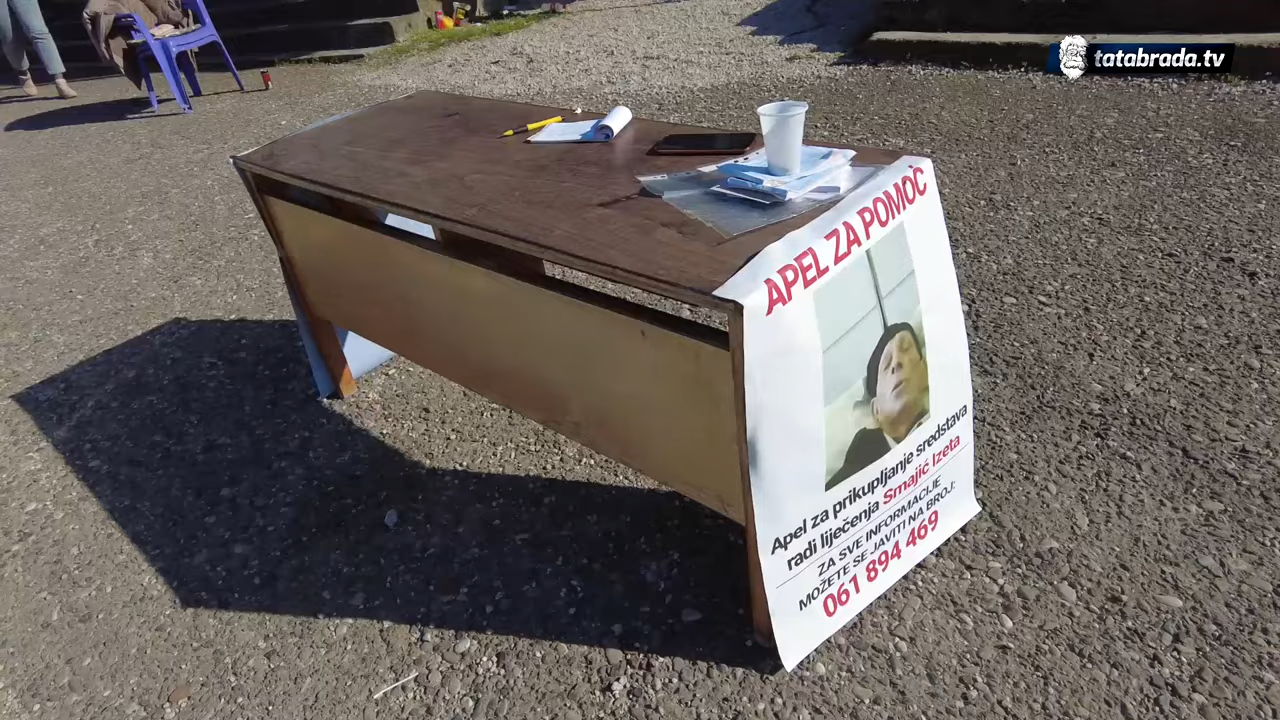 tatabrada.tv
APEL ZA POMOĆ
Apel za prikupljanje sredstava
radi liječenja Smajić Izeta
ZA SVE INFORMACIJE
MOŽETE SE JAVITI NA BROJ:
061 894 469